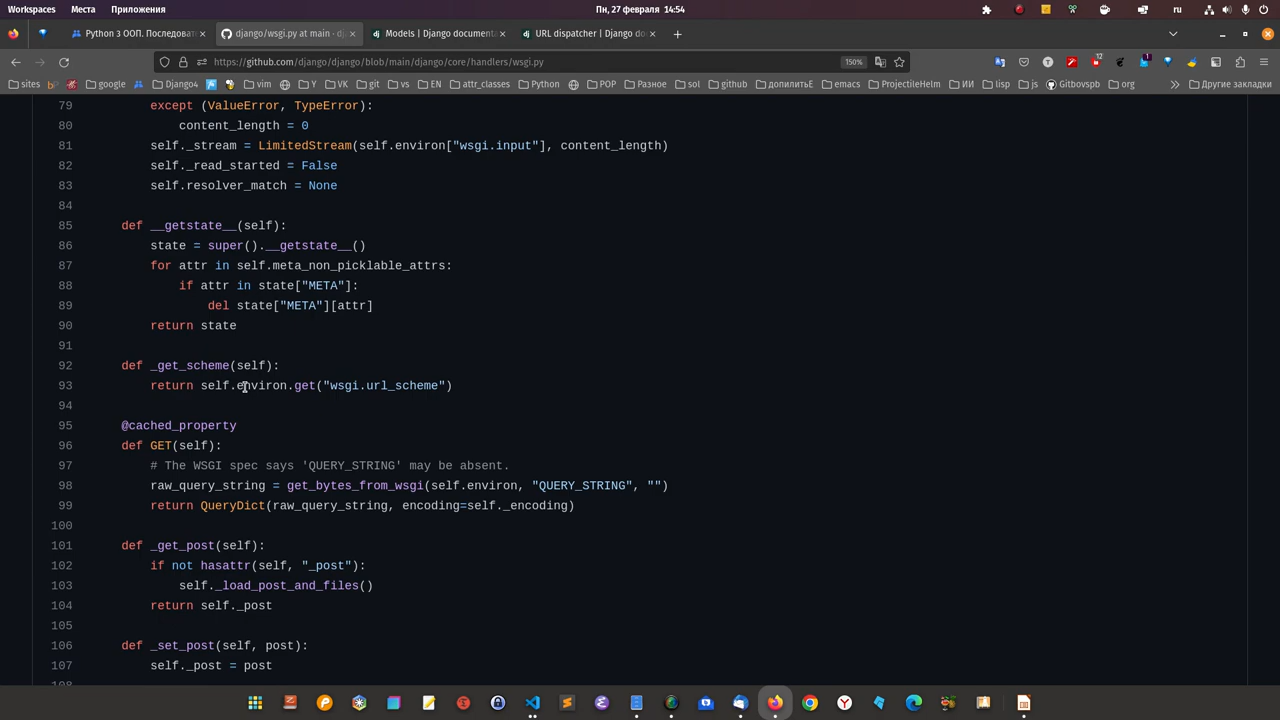 Workspaces Места Приложения Пн, 27 февраля 14:54 ru
Python 3 ООП. Последоват django/wsgi.py at main · dj Models | Django document URL dispatcher | Django do
https://github.com/django/django/blob/main/django/core/handlers/wsgi.py 150% 12 1
sites google Django vim Y git vs EN attr_classes Python POP Разное sol github допилитьЕ emacs ProjectileHelm ИИ lisp js Gitbovspb org Другие закладки
79 except (ValueError, TypeError):
80 content_length = 0
81 self._stream = LimitedStream(self.environ["wsgi.input"], content_length)
82 self._read_started = False
83 self.resolver_match = None
84
85 def __getstate__(self):
86 state = super().__getstate__()
87 for attr in self.meta_non_picklable_attrs:
88 if attr in state["META"]:
89 del state["META"][attr]
90 return state
91
92 def _get_scheme(self):
93 return self.environ.get("wsgi.url_scheme")
94
95 @cached_property
96 def GET(self):
97 # The WSGI spec says 'QUERY_STRING' may be absent.
98 raw_query_string = get_bytes_from_wsgi(self.environ, "QUERY_STRING", "")
99 return QueryDict(raw_query_string, encoding=self._encoding)
100
101 def _get_post(self):
102 if not hasattr(self, "_post"):
103 self._load_post_and_files()
104 return self._post
105
106 def _set_post(self, post):
107 self._post = post
108